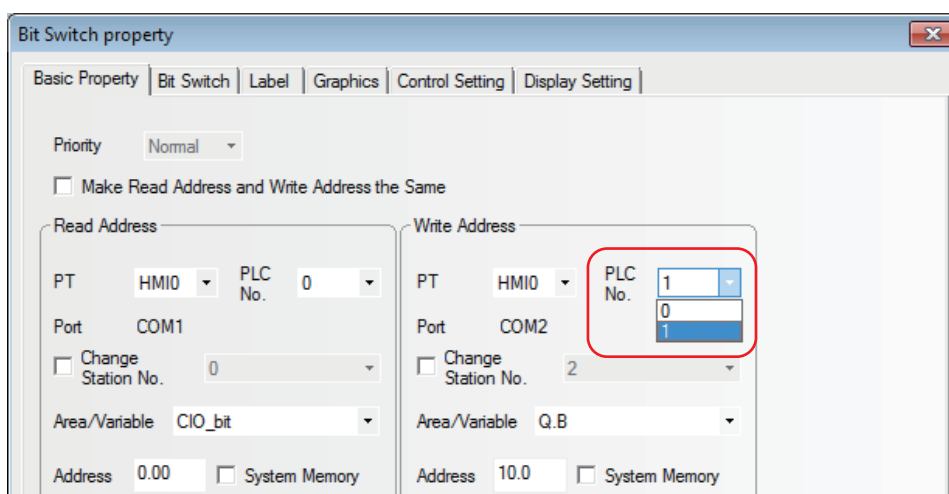 Bit Switch property
Basic Property Bit Switch Label Graphics Control Setting Display Setting
Priority Normal
Make Read Address and Write Address the Same
Read Address
PT HMI0 PLC No. 0
Port COM1
Change Station No. 0
Area/Variable CIO_bit
Address 0.00 System Memory
Write Address
PT HMI0 PLC No. 1
0
1
Port COM2
Change Station No. 2
Area/Variable Q.B
Address 10.0 System Memory